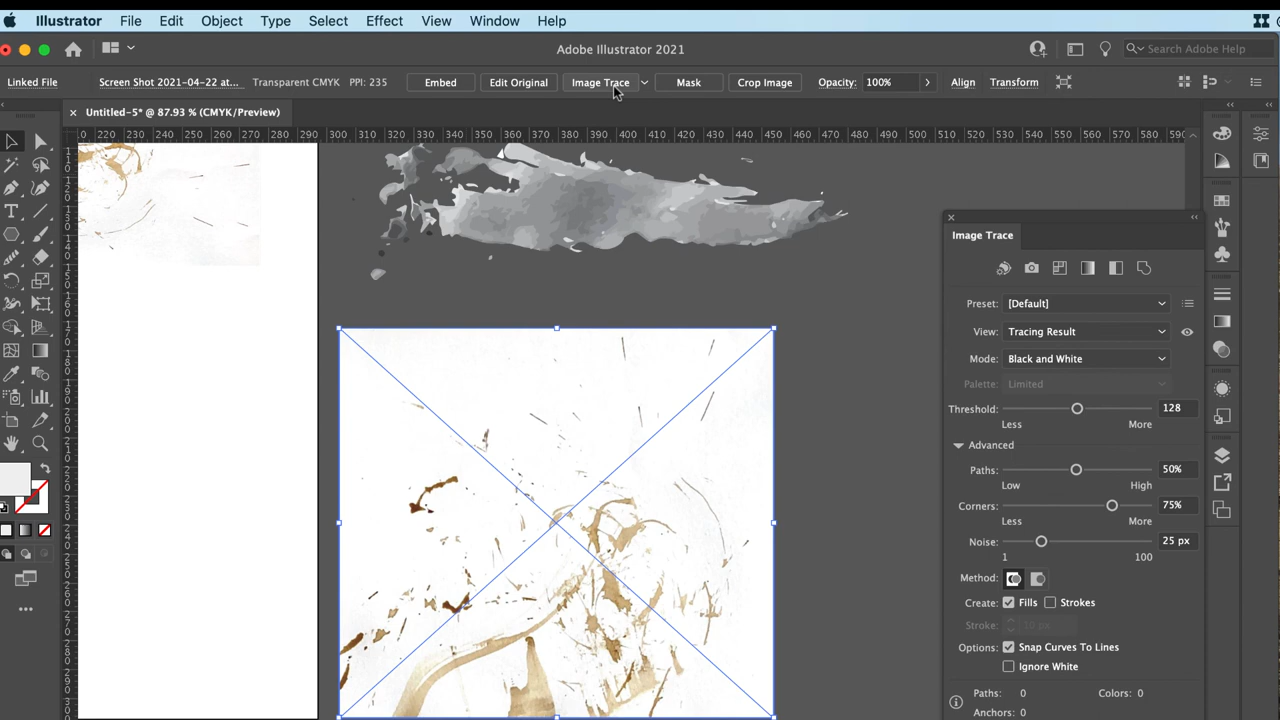 Illustrator File Edit Object Type Select Effect View Window Help
Adobe Illustrator 2021
Search Adobe Help
Linked File Screen Shot 2021-04-22 at... Transparent CMYK PPI: 235 Embed Edit Original Image Trace Mask Crop Image Opacity: 100% Align Transform
× Untitled-5* @ 87.93 % (CMYK/Preview)
220 230 240 250 260 270 280 290 300 310 320 330 340 350 360 370 380 390 400 410 420 430 440 450 460 470 480 490 500 510 520 530 540 550 560 570 580
Image Trace
Preset: [Default]
View: Tracing Result
Mode: Black and White
Palette: Limited
Threshold: 128
Less More
Advanced
Paths: 50%
Low High
Corners: 75%
Less More
Noise: 25 px
1 100
Method:
Create: Fills Strokes
Stroke: 10 px
Options: Snap Curves To Lines
Ignore White
Paths: 0 Colors: 0
Anchors: 0